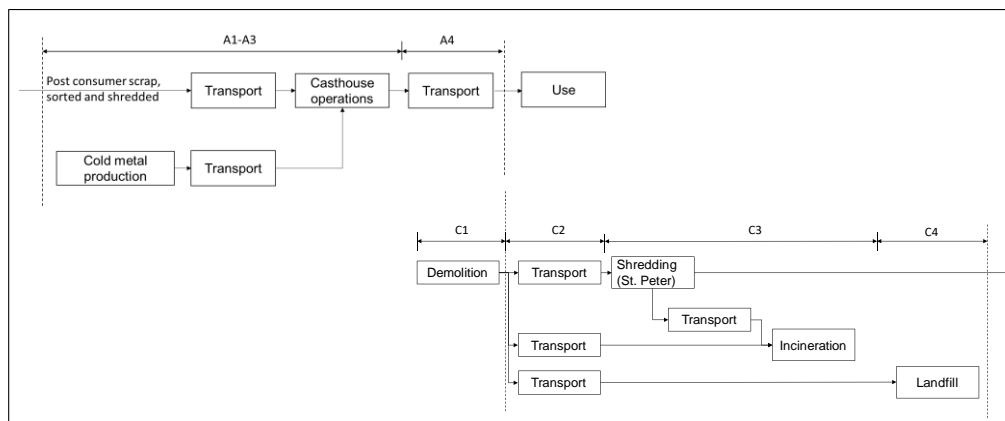 A1-A3
A4
Post consumer scrap,
sorted and shredded
Transport
Casthouse
operations
Transport
Use
Cold metal
production
Transport
C1
C2
C3
C4
Demolition
Transport
Shredding
(St. Peter)
Transport
Transport
Incineration
Transport
Landfill